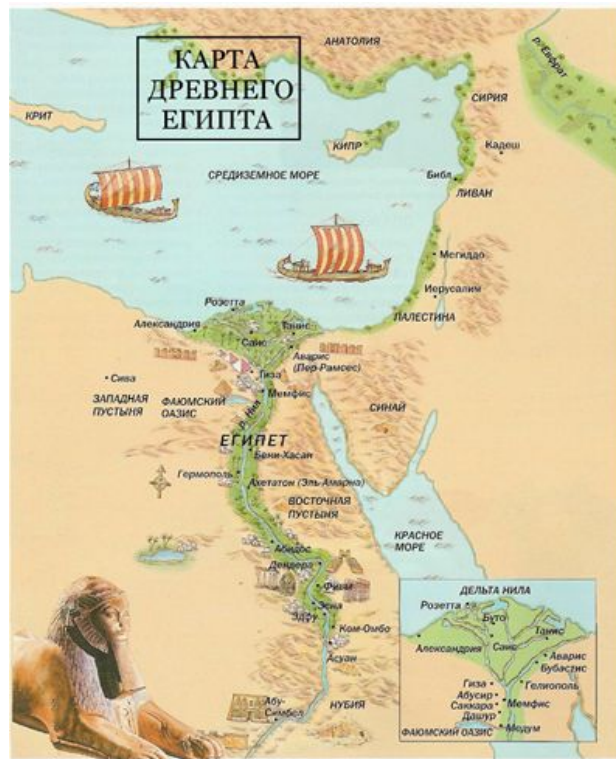 КАРТА
ДРЕВНЕГО
ЕГИПТА
АНАТОЛИЯ
р. Евфрат
КРИТ
СИРИЯ
КИПР
Кадеш
СРЕДИЗЕМНОЕ МОРЕ
Библ
ЛИВАН
Мегиддо
Иерусалим
ПАЛЕСТИНА
Розетта
Александрия
Танис
Саис
Аварис
(Пер-Рамсес)
Гиза
Сива
Мемфис
ЗАПАДНАЯ
ПУСТЫНЯ
ФАЮМСКИЙ
ОАЗИС
р. Нил
СИНАЙ
ЕГИПЕТ
Бени-Хасан
Гермополь
Ахетатон (Эль-Амарна)
ВОСТОЧНАЯ
ПУСТЫНЯ
КРАСНОЕ
МОРЕ
Абидос
Дендера
Фивы
Эсна
Эдфу
Ком-Омбо
Асуан
Абу-
Симбел
НУБИЯ
ДЕЛЬТА НИЛА
Розетта
Буто
Танис
Александрия
Саис
Аварис
Бубастис
Гиза
Гелиополь
Абусир
Саккара
Мемфис
Дашур
Медум
ФАЮМСКИЙ ОАЗИС